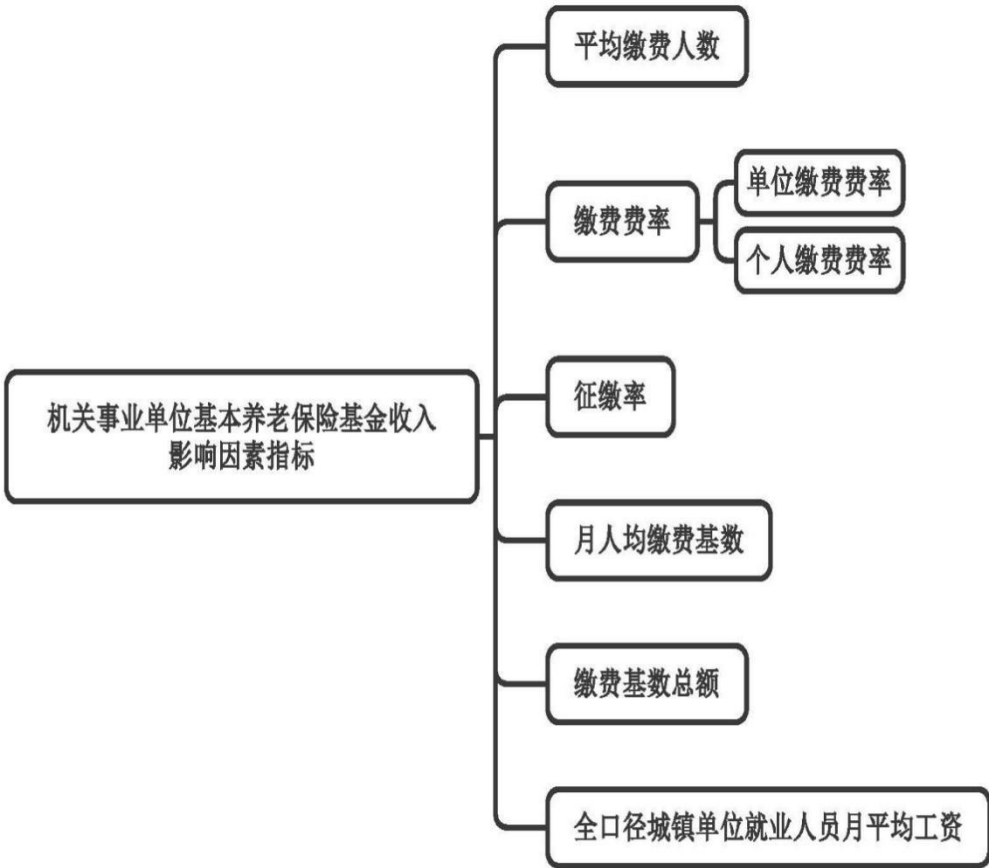 平均缴费人数
单位缴费费率
缴费费率
个人缴费费率
征缴率
机关事业单位基本养老保险基金收入
影响因素指标
月人均缴费基数
缴费基数总额
全口径城镇单位就业人员月平均工资